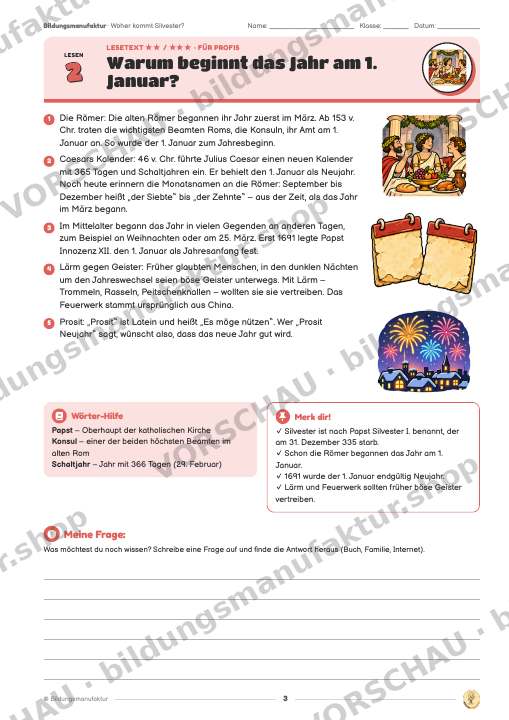 Bildungsmanufaktur · Woher kommt Silvester?
Name: Klasse: Datum:
LESEN
2
LESETEXT ★★ / ★★★ · FÜR PROFIS
Warum beginnt das Jahr am 1.
Januar?
1 Die Römer: Die alten Römer begannen ihr Jahr zuerst im März. Ab 153 v.
Chr. traten die wichtigsten Beamten Roms, die Konsuln, ihr Amt am 1.
Januar an. So wurde der 1. Januar zum Jahresbeginn.
2 Caesars Kalender: 46 v. Chr. führte Julius Caesar einen neuen Kalender
mit 365 Tagen und Schaltjahren ein. Er behielt den 1. Januar als Neujahr.
Noch heute erinnern die Monatsnamen an die Römer: September bis
Dezember heißt „der Siebte“ bis „der Zehnte“ – aus der Zeit, als das Jahr
im März begann.
3 Im Mittelalter begann das Jahr in vielen Gegenden an anderen Tagen,
zum Beispiel an Weihnachten oder am 25. März. Erst 1691 legte Papst
Innozenz XII. den 1. Januar als Jahresanfang fest.
4 Lärm gegen Geister: Früher glaubten Menschen, in den dunklen Nächten
um den Jahreswechsel seien böse Geister unterwegs. Mit Lärm –
Trommeln, Rasseln, Peitschenknallen – wollten sie sie vertreiben. Das
Feuerwerk stammt ursprünglich aus China.
5 Prosit: „Prosit“ ist Latein und heißt „Es möge nützen“. Wer „Prosit
Neujahr“ sagt, wünscht also, dass das neue Jahr gut wird.
Wörter-Hilfe
Papst – Oberhaupt der katholischen Kirche
Konsul – einer der beiden höchsten Beamten im
alten Rom
Schaltjahr – Jahr mit 366 Tagen (29. Februar)
Merk dir!
✓ Silvester ist nach Papst Silvester I. benannt, der
am 31. Dezember 335 starb.
✓ Schon die Römer begannen das Jahr am 1.
Januar.
✓ 1691 wurde der 1. Januar endgültig Neujahr.
✓ Lärm und Feuerwerk sollten früher böse Geister
vertreiben.
Meine Frage:
Was möchtest du noch wissen? Schreibe eine Frage auf und finde die Antwort heraus (Buch, Familie, Internet).
© Bildungsmanufaktur
3
VORSCHAU · bildungsmanufaktur.shop